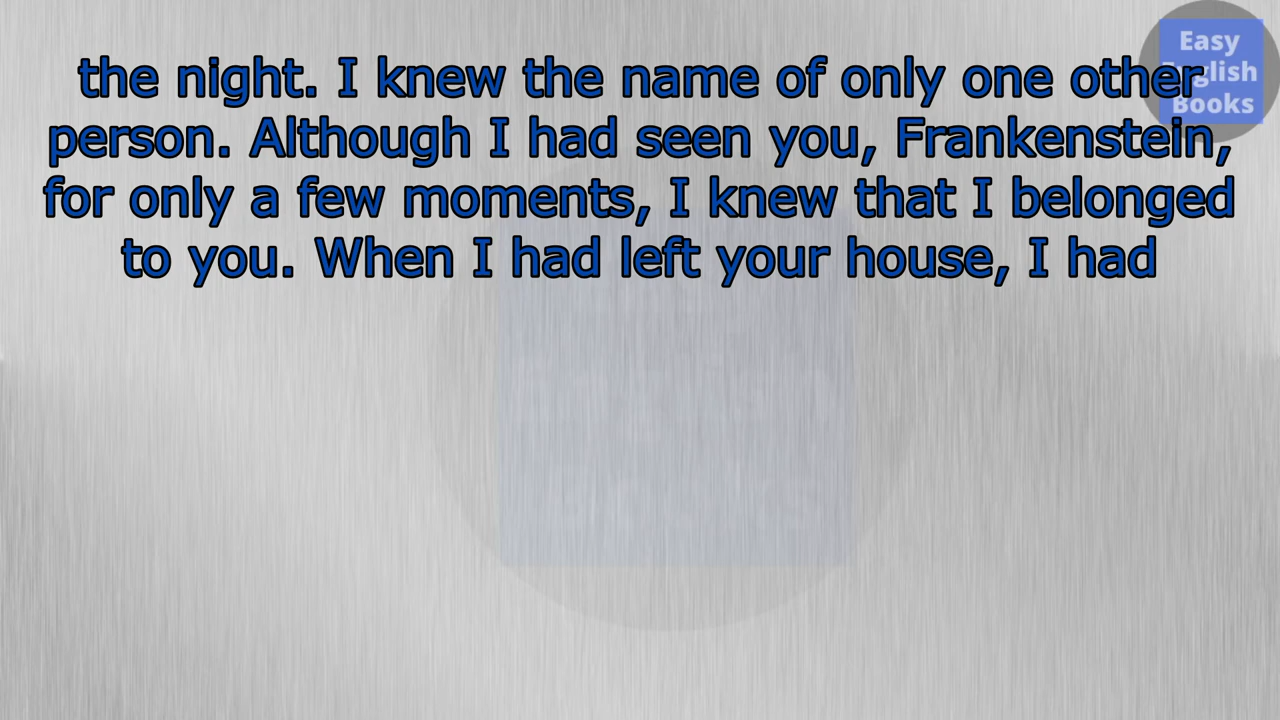 the night. I knew the name of only one other
person. Although I had seen you, Frankenstein,
for only a few moments, I knew that I belonged
to you. When I had left your house, I had
Easy
English
Books